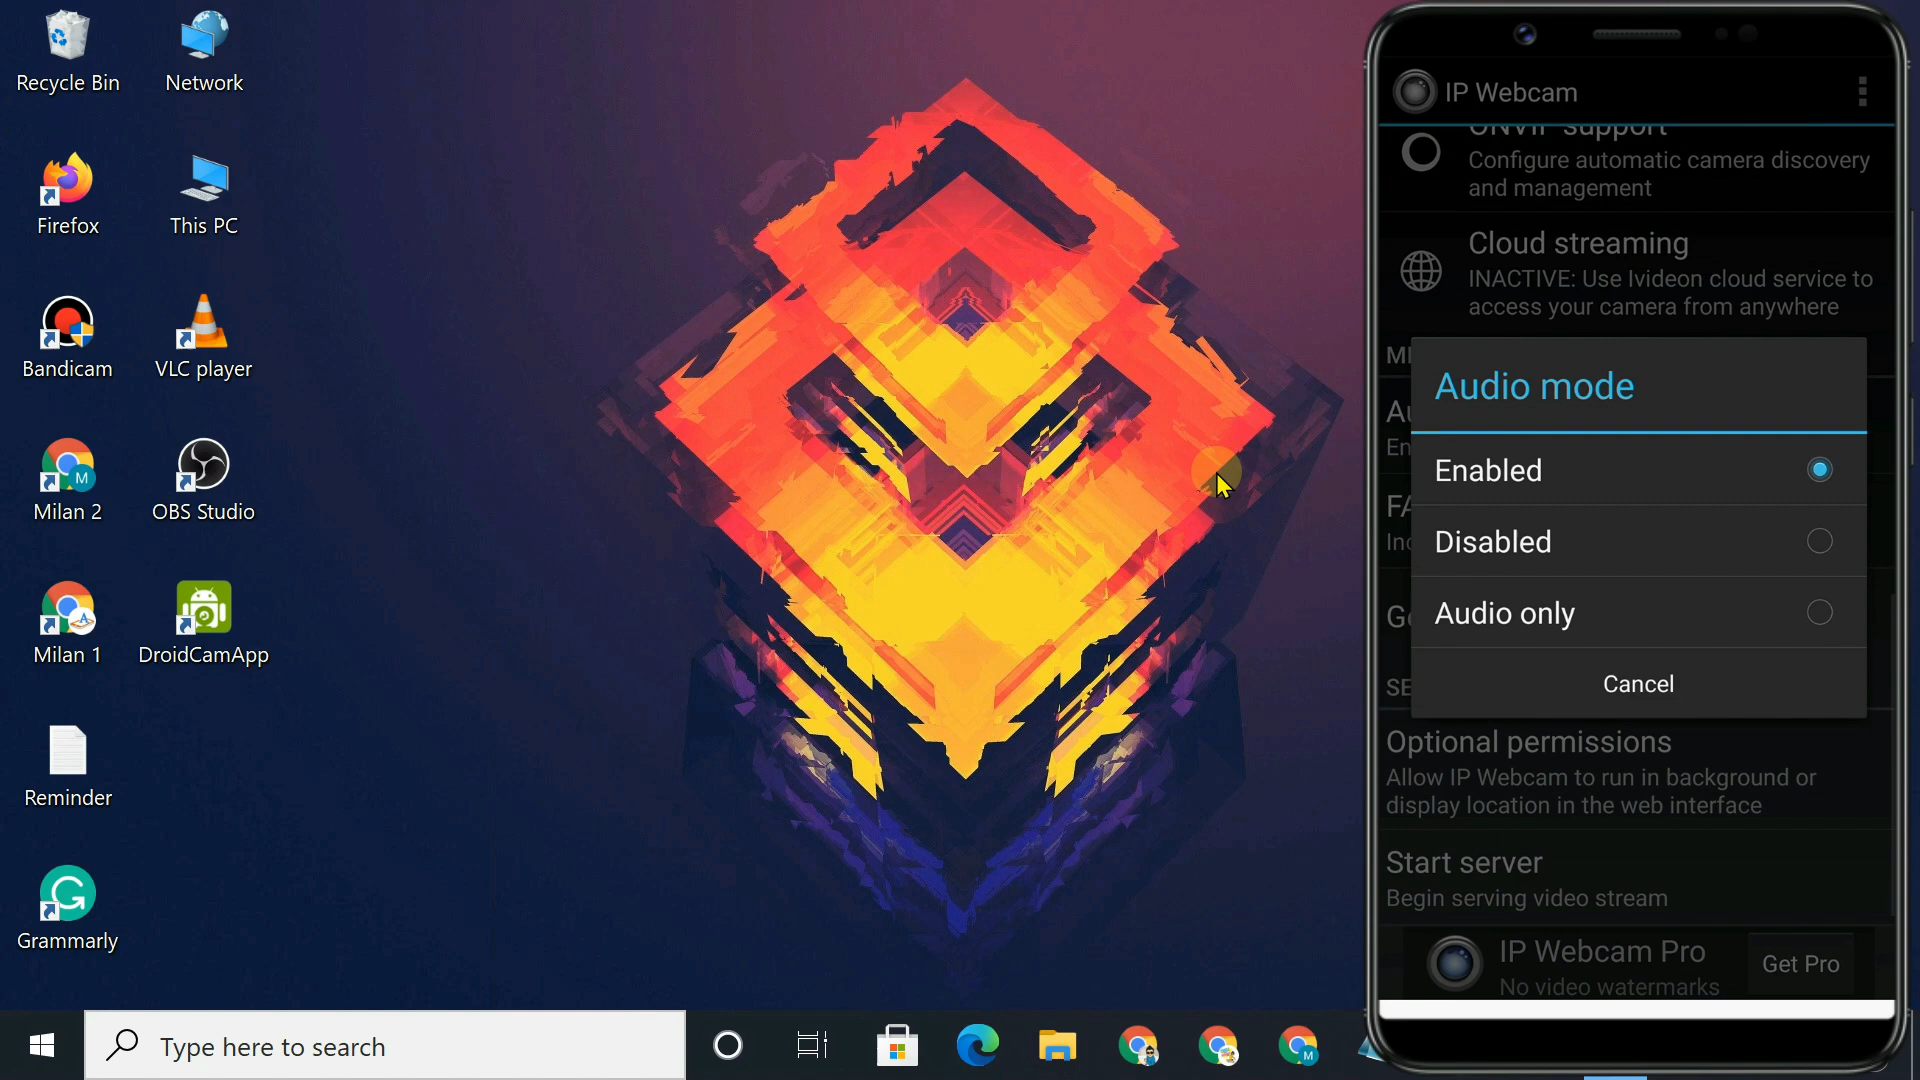 Recycle Bin
Network
Firefox
This PC
Bandicam
VLC player
Milan 2
OBS Studio
Milan 1
DroidCamApp
Reminder
Grammarly
Type here to search
IP Webcam
ONVIF support
Configure automatic camera discovery
and management
Cloud streaming
INACTIVE: Use Ivideon cloud service to
access your camera from anywhere
Audio mode
Enabled
Disabled
Audio only
Cancel
Optional permissions
Allow IP Webcam to run in background or
display location in the web interface
Start server
Begin serving video stream
IP Webcam Pro
No video watermarks
Get Pro